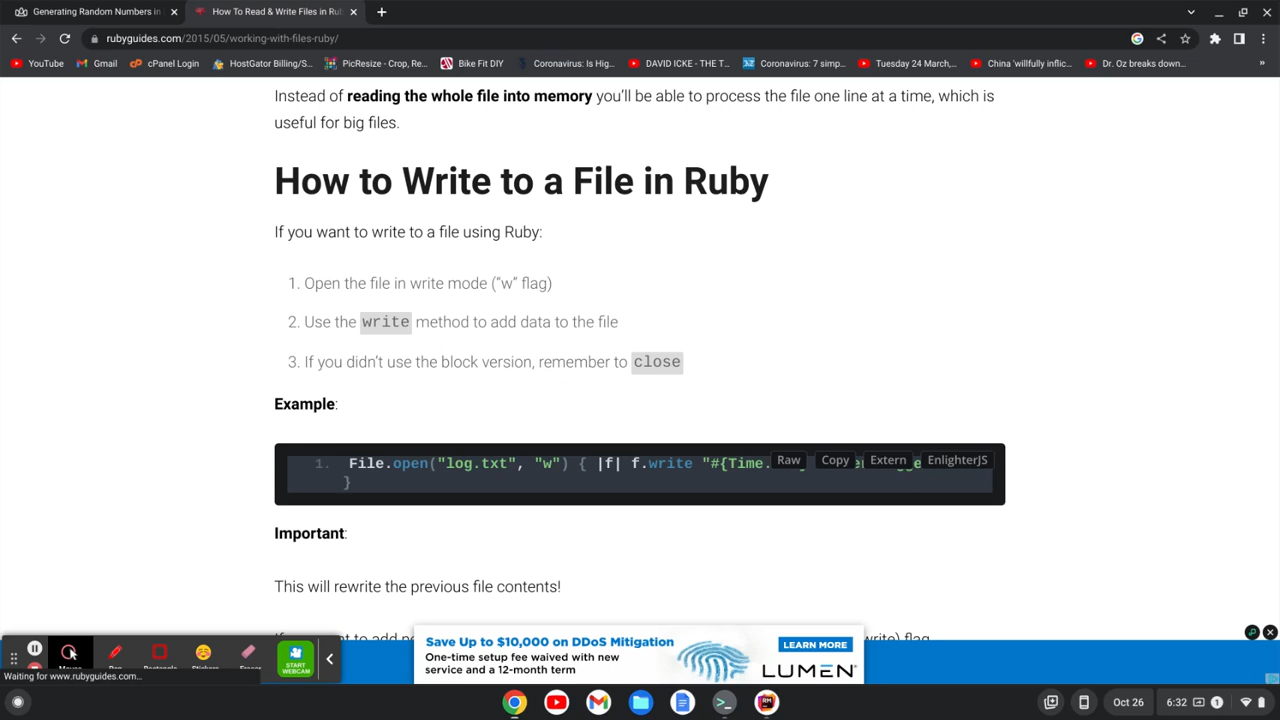 Generating Random Numbers in
How To Read & Write Files in Rub
rubyguides.com/2015/05/working-with-files-ruby/
YouTube
Gmail
cPanel Login
HostGator Billing/S...
PicResize - Crop, Re...
Bike Fit DIY
Coronavirus: Is Hig...
DAVID ICKE - THE T...
Coronavirus: 7 simp...
Tuesday 24 March,...
China 'willfully inflic...
Dr. Oz breaks down...
»
Instead of reading the whole file into memory you'll be able to process the file one line at a time, which is
useful for big files.
How to Write to a File in Ruby
If you want to write to a file using Ruby:
1. Open the file in write mode (“w” flag)
2. Use the write method to add data to the file
3. If you didn't use the block version, remember to close
Example:
Raw Copy Extern EnlighterJS
1. File.open("log.txt", "w") { |f| f.write "#{Time.
}
Important:
This will rewrite the previous file contents!
Save Up to $10,000 on DDoS Mitigation
One-time setup fee waived with new
service and a 12-month term
LEARN MORE
LUMEN
START
WEBCAM
Waiting for www.rubyguides.com...
Oct 26
6:32
1